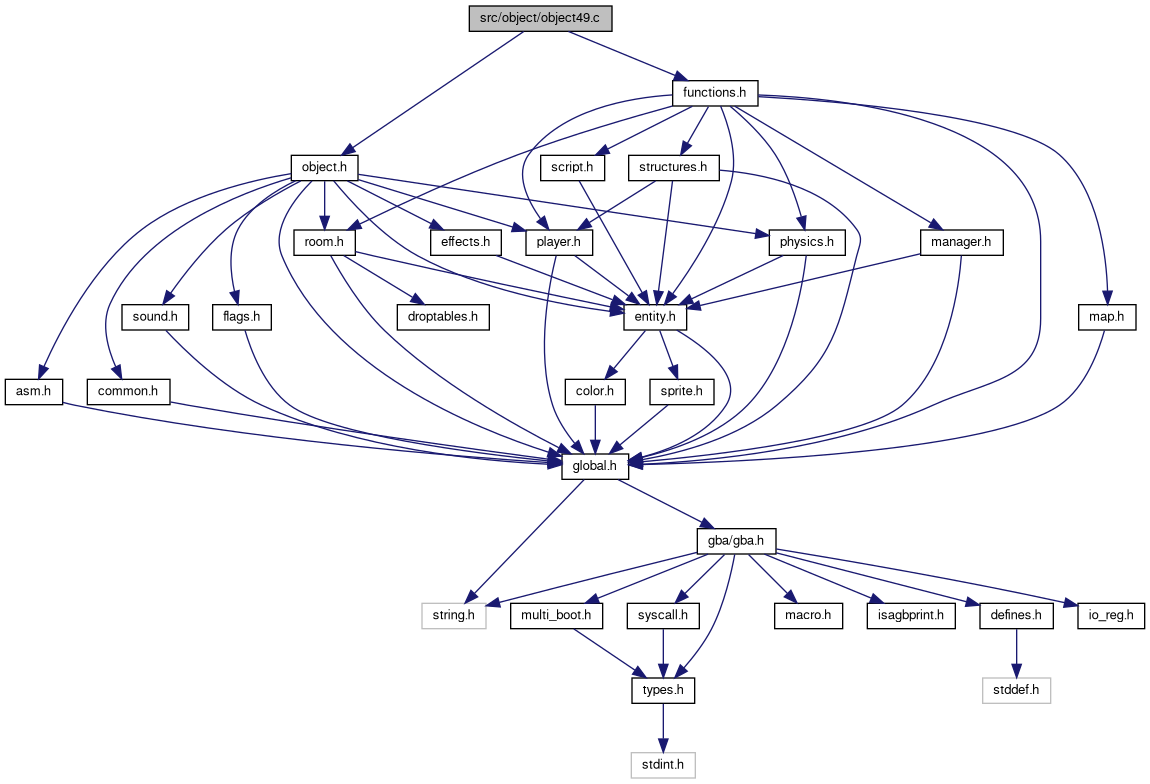 src/object/object49.c
functions.h
object.h
script.h
structures.h
room.h
effects.h
player.h
physics.h
manager.h
sound.h
flags.h
droptables.h
entity.h
map.h
asm.h
common.h
color.h
sprite.h
global.h
gba/gba.h
string.h
multi_boot.h
syscall.h
macro.h
isagbprint.h
defines.h
io_reg.h
types.h
stddef.h
stdint.h